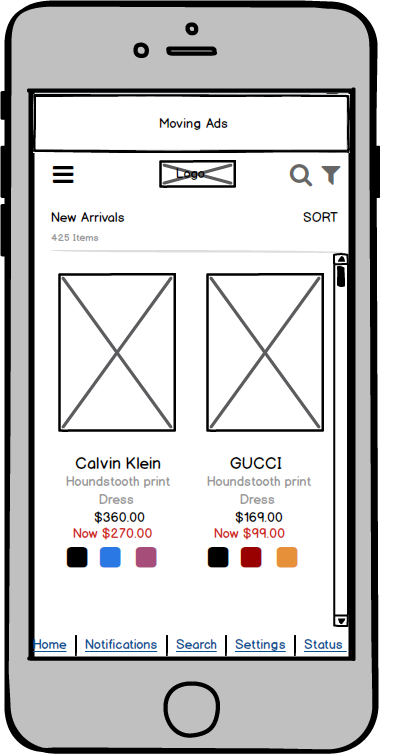 Moving Ads
Logo
New Arrivals SORT
425 Items
Calvin Klein GUCCI
Houndstooth print Houndstooth print
Dress Dress
$360.00 $169.00
Now $270.00 Now $99.00
Home Notifications Search Settings Status